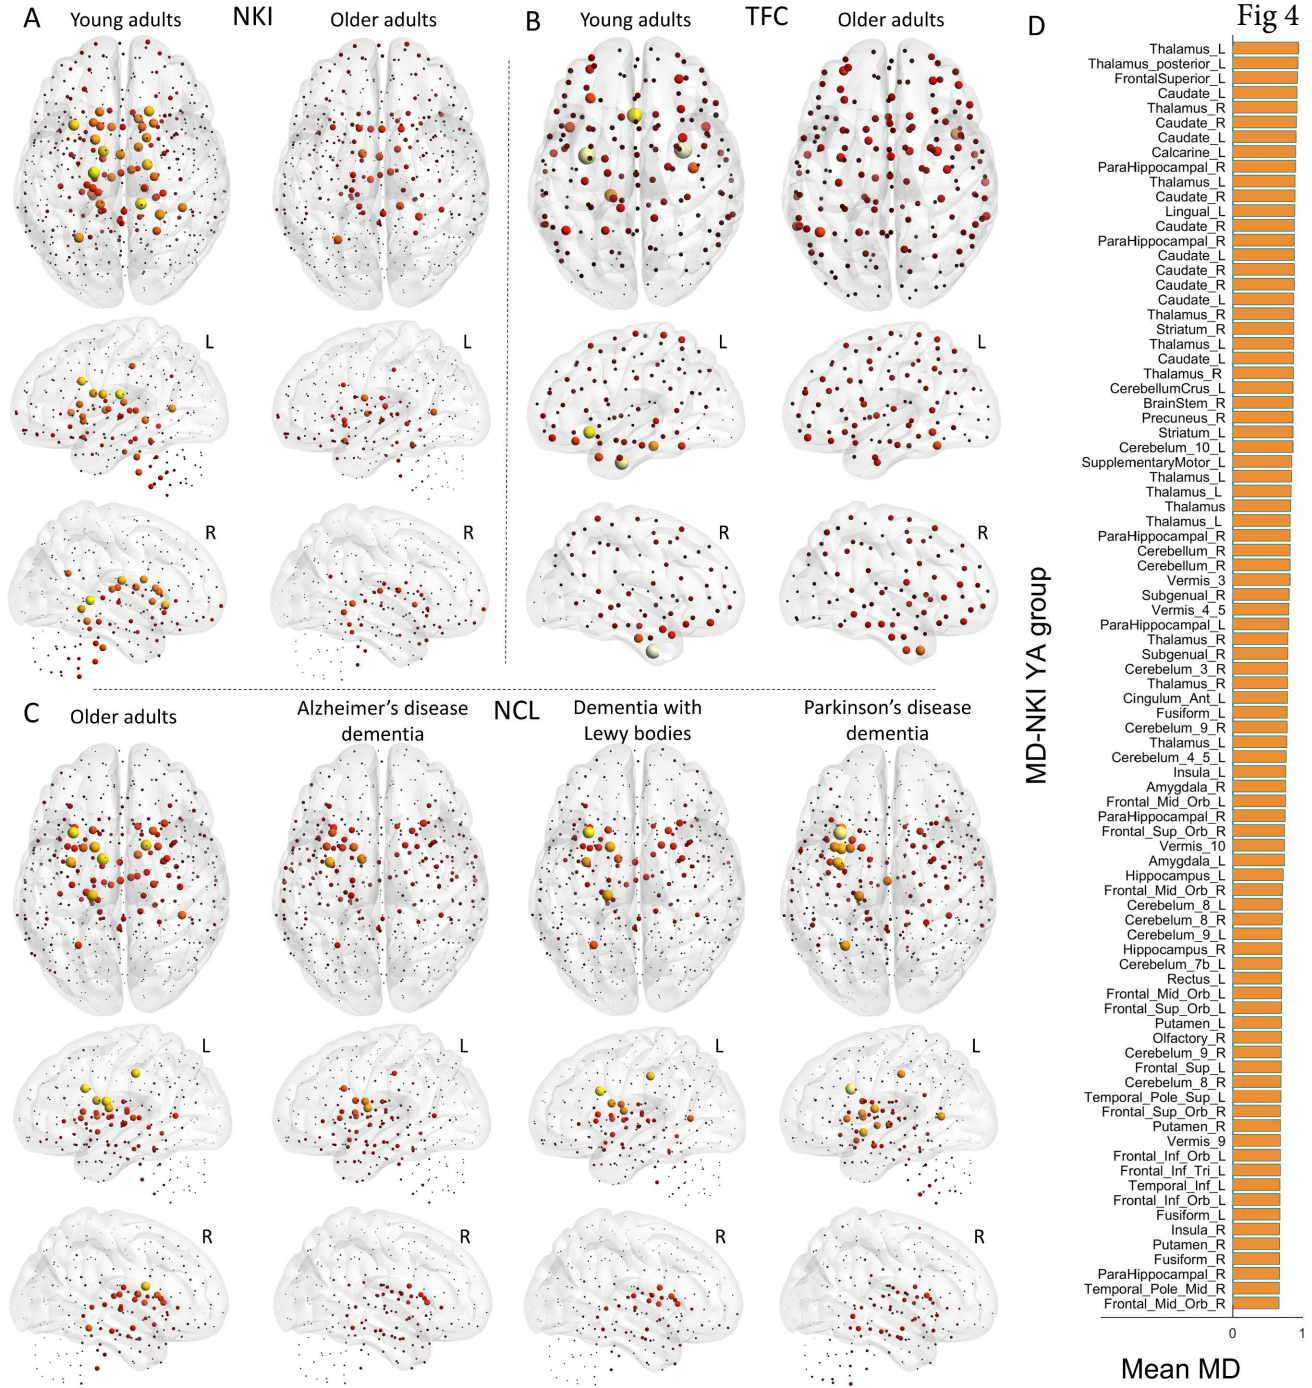 Fig 4
A
Young adults
NKI
Older adults
B
Young adults
TFC
Older adults
L
L
L
L
R
R
R
R
C
Older adults
Alzheimer's disease
dementia
NCL
Dementia with
Lewy bodies
Parkinson's disease
dementia
L
L
L
L
R
R
R
R
D
MD-NKI YA group
Thalamus_L
Thalamus_posterior_L
FrontalSuperior_L
Caudate_L
Thalamus_R
Caudate_R
Caudate_L
Calcarine_L
ParaHippocampal_R
Thalamus_L
Caudate_R
Lingual_L
Caudate_R
ParaHippocampal_R
Caudate_L
Caudate_R
Caudate_R
Caudate_L
Thalamus_R
Striatum_R
Thalamus_L
Caudate_L
Thalamus_R
CerebellumCrus_L
BrainStem_R
Precuneus_R
Striatum_L
Cerebelum_10_L
SupplementaryMotor_L
Thalamus_L
Thalamus_L
Thalamus
Thalamus_L
ParaHippocampal_R
Cerebellum_R
Cerebellum_R
Vermis_3
Subgenual_R
Vermis_4_5
ParaHippocampal_L
Thalamus_R
Subgenual_R
Cerebelum_3_R
Thalamus_R
Cingulum_Ant_L
Fusiform_L
Cerebelum_9_R
Thalamus_L
Cerebelum_4_5_L
Insula_L
Amygdala_R
Frontal_Mid_Orb_L
ParaHippocampal_R
Frontal_Sup_Orb_R
Vermis_10
Amygdala_L
Hippocampus_L
Frontal_Mid_Orb_R
Cerebelum_8_L
Cerebelum_8_R
Cerebelum_9_L
Hippocampus_R
Cerebelum_7b_L
Rectus_L
Frontal_Mid_Orb_L
Frontal_Sup_Orb_L
Putamen_L
Olfactory_R
Cerebelum_9_R
Frontal_Sup_L
Cerebelum_8_R
Temporal_Pole_Sup_L
Frontal_Sup_Orb_R
Putamen_R
Vermis_9
Frontal_Inf_Orb_L
Frontal_Inf_Tri_L
Temporal_Inf_L
Frontal_Inf_Orb_L
Fusiform_L
Insula_R
Putamen_R
Fusiform_R
ParaHippocampal_R
Temporal_Pole_Mid_R
Frontal_Mid_Orb_R
0 1
Mean MD